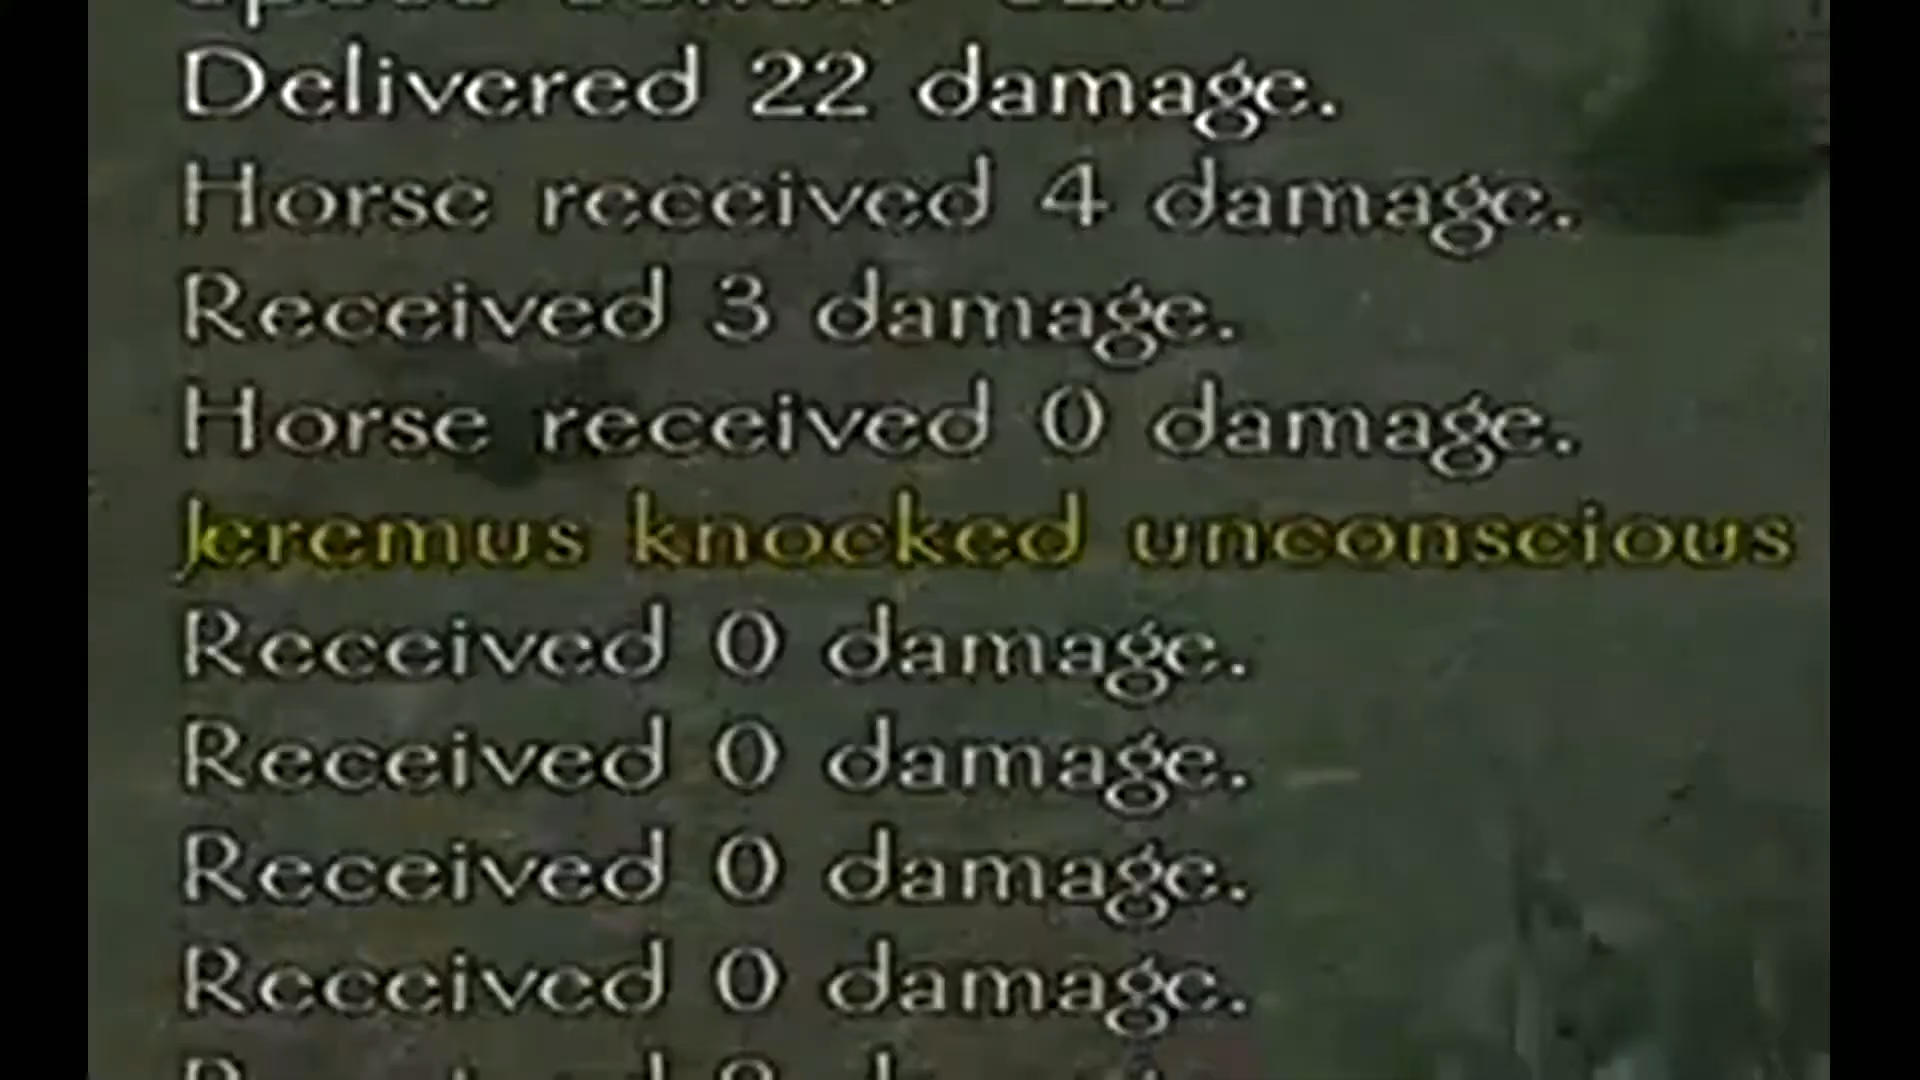 Delivered 22 damage.
Horse received 4 damage.
Received 3 damage.
Horse received 0 damage.
Jeremus knocked unconscious
Received 0 damage.
Received 0 damage.
Received 0 damage.
Received 0 damage.